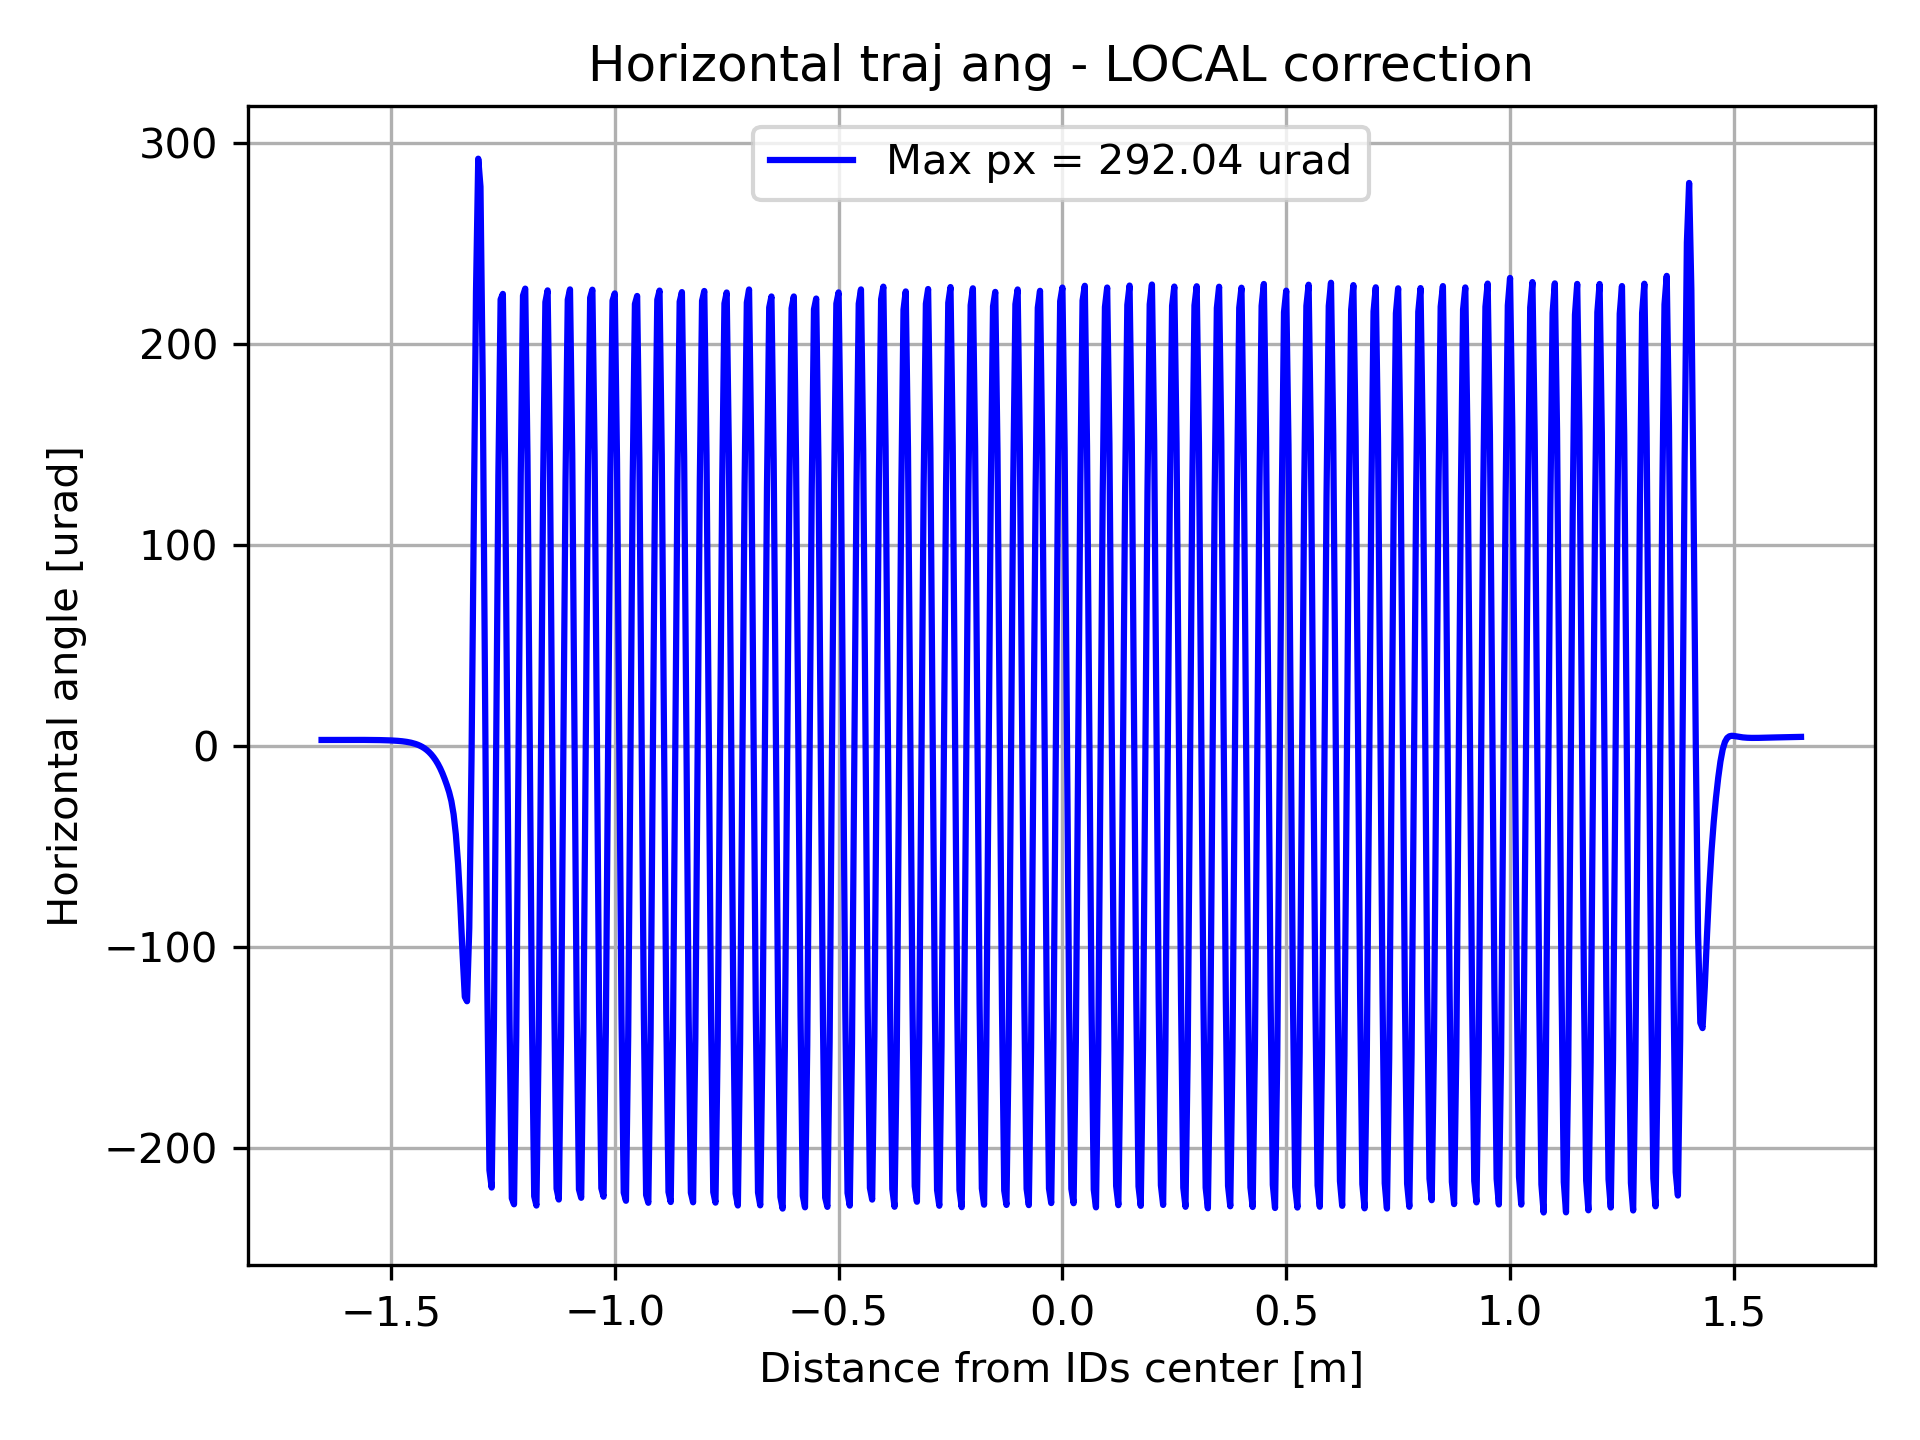 Horizontal traj ang - LOCAL correction
Max px = 292.04 urad
300
200
100
0
−100
−200
Horizontal angle [urad]
−1.5 −1.0 −0.5 0.0 0.5 1.0 1.5
Distance from IDs center [m]